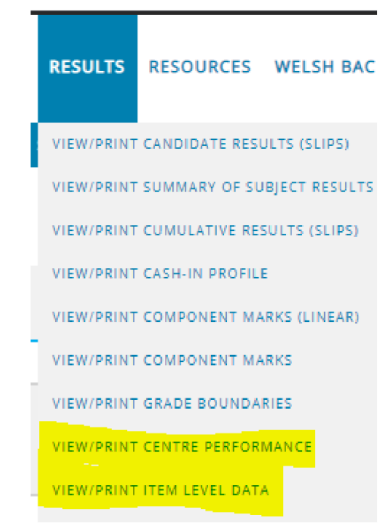 RESULTS RESOURCES WELSH BAC
VIEW/PRINT CANDIDATE RESULTS (SLIPS)
VIEW/PRINT SUMMARY OF SUBJECT RESULTS
VIEW/PRINT CUMULATIVE RESULTS (SLIPS)
VIEW/PRINT CASH-IN PROFILE
VIEW/PRINT COMPONENT MARKS (LINEAR)
VIEW/PRINT COMPONENT MARKS
VIEW/PRINT GRADE BOUNDARIES
VIEW/PRINT CENTRE PERFORMANCE
VIEW/PRINT ITEM LEVEL DATA